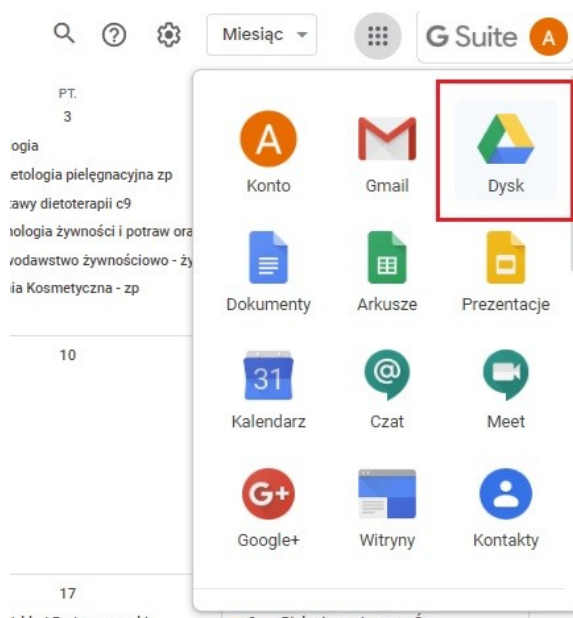 Miesiąc
G Suite
A
PT.
3
ogia
etologia pielęgnacyjna zp
awy dietoterapii c9
nologia żywności i potraw ora
wodawstwo żywnościowo - ży
ia Kosmetyczna - zp
10
17
A
Konto
Gmail
Dysk
Dokumenty
Arkusze
Prezentacje
31
Kalendarz
Czat
Meet
G+
Google+
Witryny
Kontakty